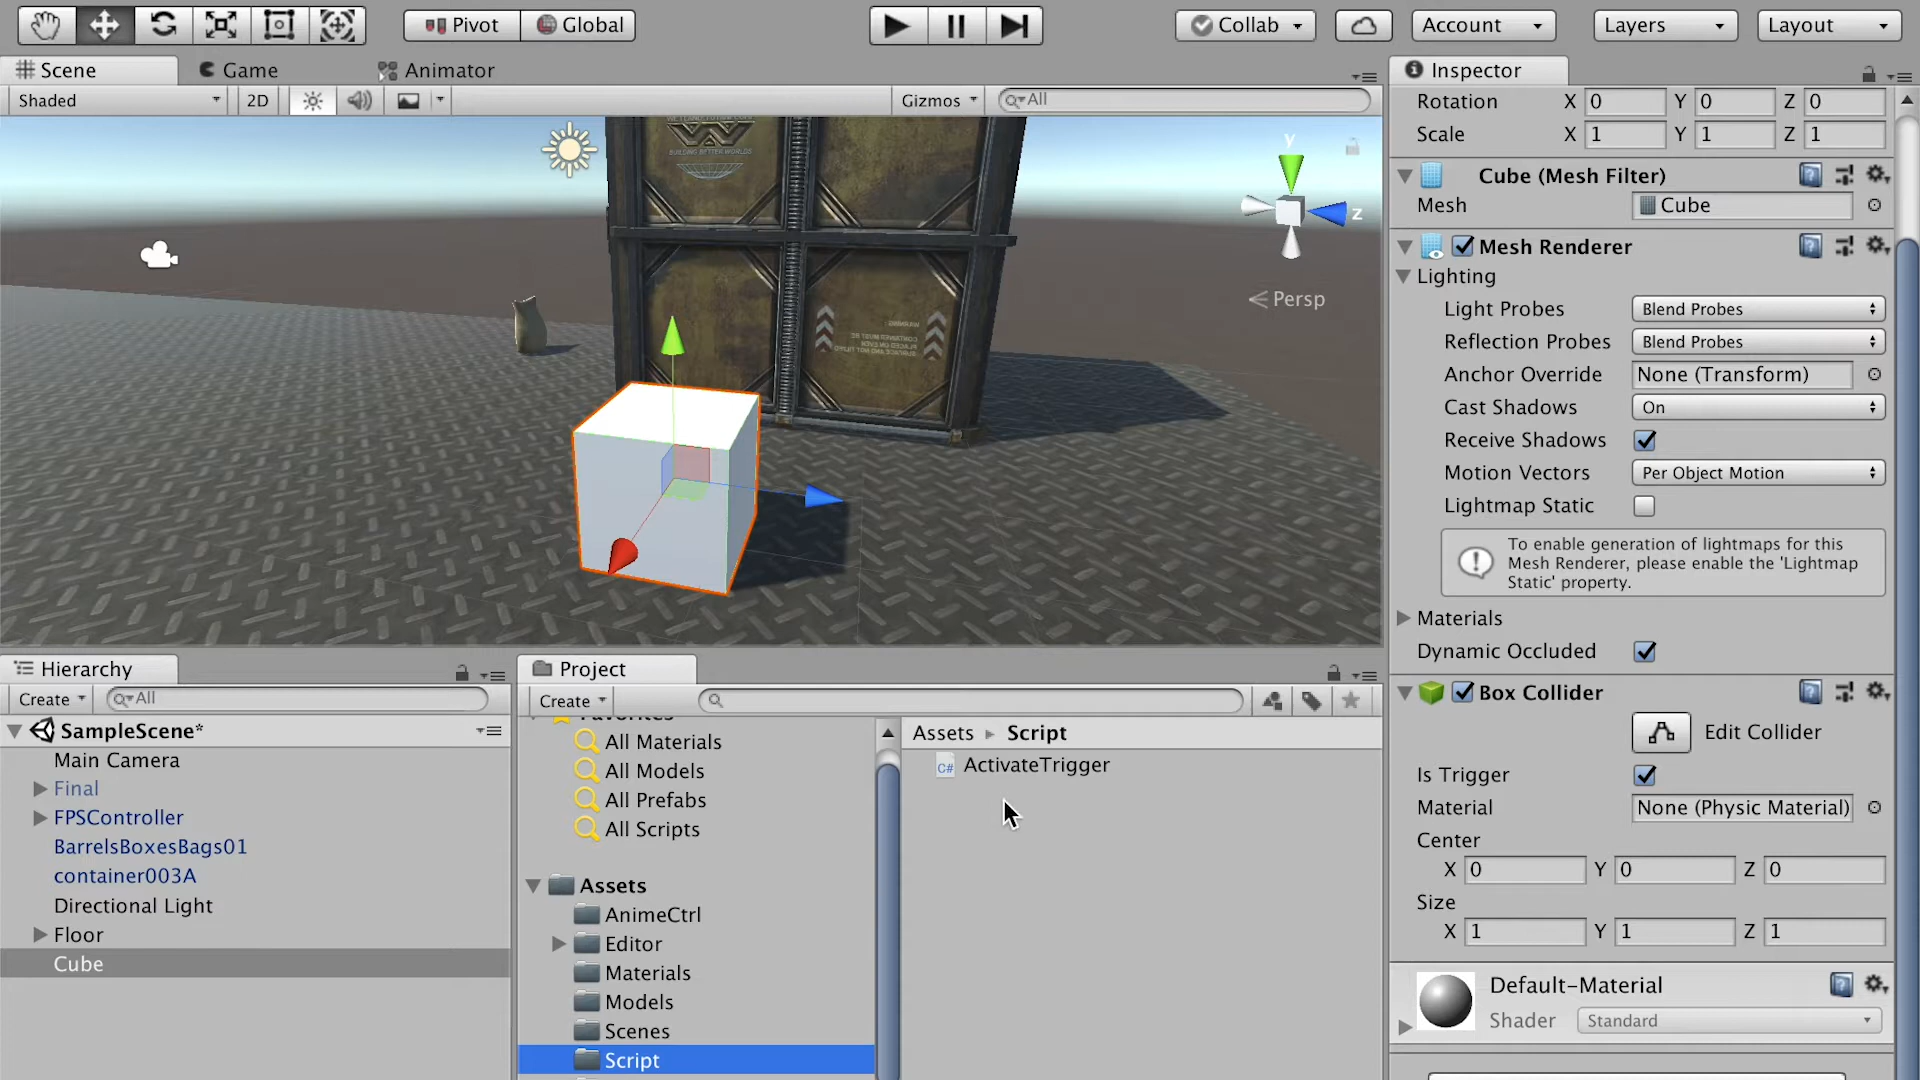 Pivot Global Collab Account Layers Layout
Scene Game Animator
Shaded 2D Gizmos All
BUILDING BETTER WORLDS
y
z
Persp
Inspector
Rotation X 0 Y 0 Z 0
Scale X 1 Y 1 Z 1
Cube (Mesh Filter)
Mesh Cube
Mesh Renderer
Lighting
Light Probes Blend Probes
Reflection Probes Blend Probes
Anchor Override None (Transform)
Cast Shadows On
Receive Shadows
Motion Vectors Per Object Motion
Lightmap Static
To enable generation of lightmaps for this
Mesh Renderer, please enable the 'Lightmap
Static' property.
Materials
Dynamic Occluded
Box Collider
Edit Collider
Is Trigger
Material None (Physic Material)
Center
X 0 Y 0 Z 0
Size
X 1 Y 1 Z 1
Default-Material
Shader Standard
Hierarchy
Create All
SampleScene*
Main Camera
Final
FPSController
BarrelsBoxesBags01
container003A
Directional Light
Floor
Cube
Project
Create
Favorites
All Materials
All Models
All Prefabs
All Scripts
Assets
AnimeCtrl
Editor
Materials
Models
Scenes
Script
Assets Script
C# ActivateTrigger